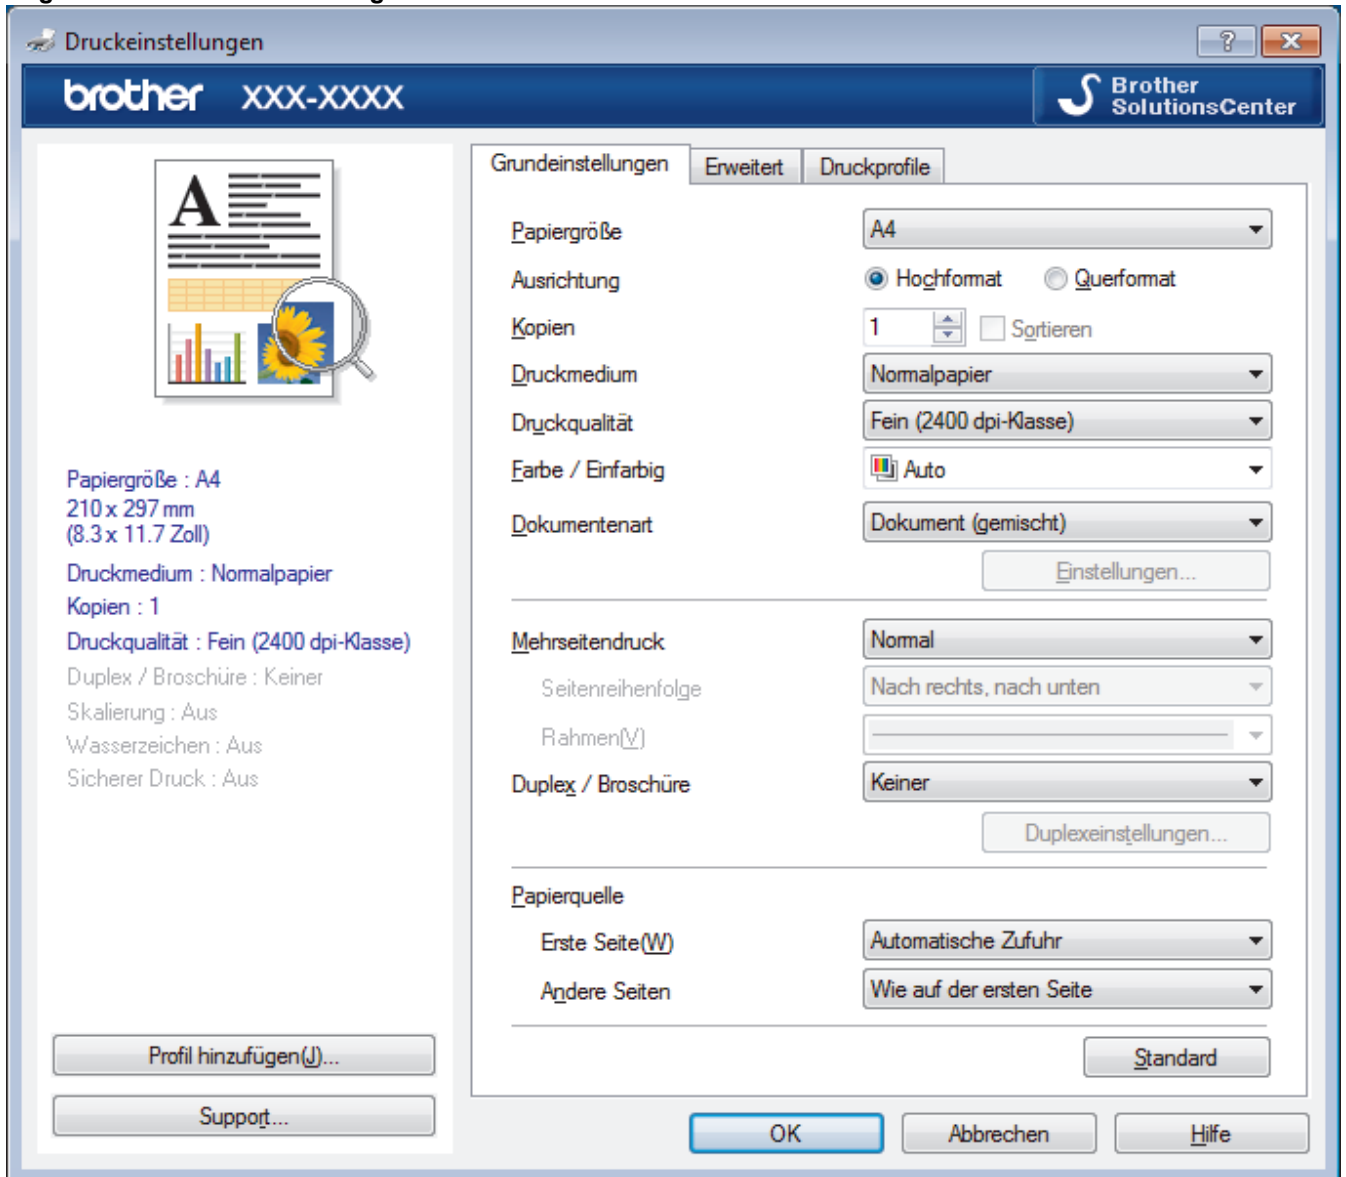 Druckeinstellungen
brother XXX-XXXX
Brother
SolutionsCenter
Grundeinstellungen Erweitert Druckprofile
A
Papiergröße A4
Ausrichtung Hochformat Querformat
Kopien 1 Sortieren
Druckmedium Normalpapier
Druckqualität Fein (2400 dpi-Klasse)
Farbe / Einfarbig Auto
Dokumentenart Dokument (gemischt)
Einstellungen...
Mehrseitendruck Normal
Seitenreihenfolge Nach rechts, nach unten
Rahmen(V)
Duplex / Broschüre Keiner
Duplexeinstellungen...
Papierquelle
Erste Seite(W) Automatische Zufuhr
Andere Seiten Wie auf der ersten Seite
Standard
Papiergröße : A4
210 x 297 mm
(8.3 x 11.7 Zoll)
Druckmedium : Normalpapier
Kopien : 1
Druckqualität : Fein (2400 dpi-Klasse)
Duplex / Broschüre : Keiner
Skalierung : Aus
Wasserzeichen : Aus
Sicherer Druck : Aus
Profil hinzufügen(J)...
Support...
OK Abbrechen Hilfe